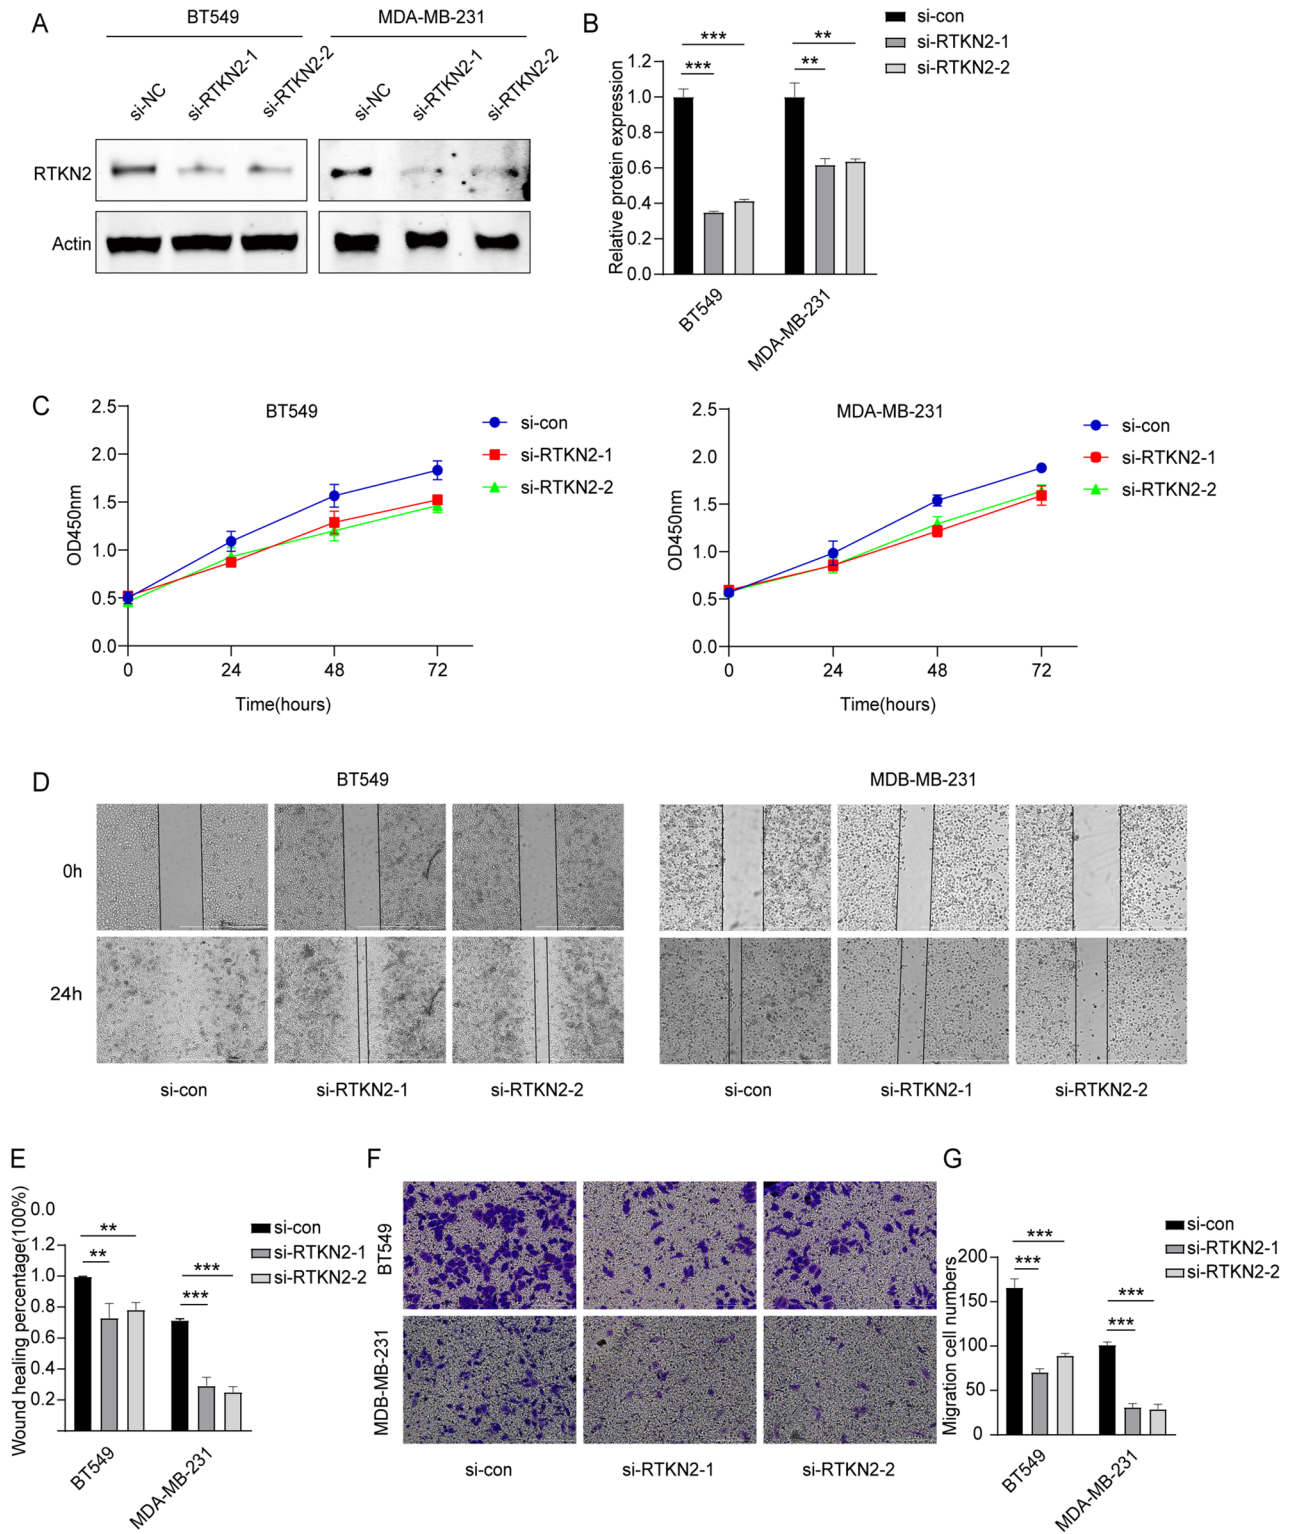 A
BT549
MDA-MB-231
si-NC
si-RTKN2-1
si-RTKN2-2
si-NC
si-RTKN2-1
si-RTKN2-2
RTKN2
Actin
B
si-con
si-RTKN2-1
si-RTKN2-2
Relative protein expression
1.2
1.0
0.8
0.6
0.4
0.2
0.0
***
***
**
**
BT549
MDA-MB-231
C
BT549
OD450nm
2.5
2.0
1.5
1.0
0.5
0.0
0 24 48 72
Time(hours)
si-con
si-RTKN2-1
si-RTKN2-2
MDA-MB-231
OD450nm
2.5
2.0
1.5
1.0
0.5
0.0
0 24 48 72
Time(hours)
si-con
si-RTKN2-1
si-RTKN2-2
D
BT549
MDB-MB-231
0h
24h
si-con si-RTKN2-1 si-RTKN2-2
si-con si-RTKN2-1 si-RTKN2-2
E
Wound healing percentage(100%)
0.0
1.2
1.0
0.8
0.6
0.4
0.2
**
**
***
***
si-con
si-RTKN2-1
si-RTKN2-2
BT549
MDA-MB-231
F
BT549
MDB-MB-231
si-con si-RTKN2-1 si-RTKN2-2
G
Migration cell numbers
200
150
100
50
0
***
***
***
***
si-con
si-RTKN2-1
si-RTKN2-2
BT549
MDA-MB-231